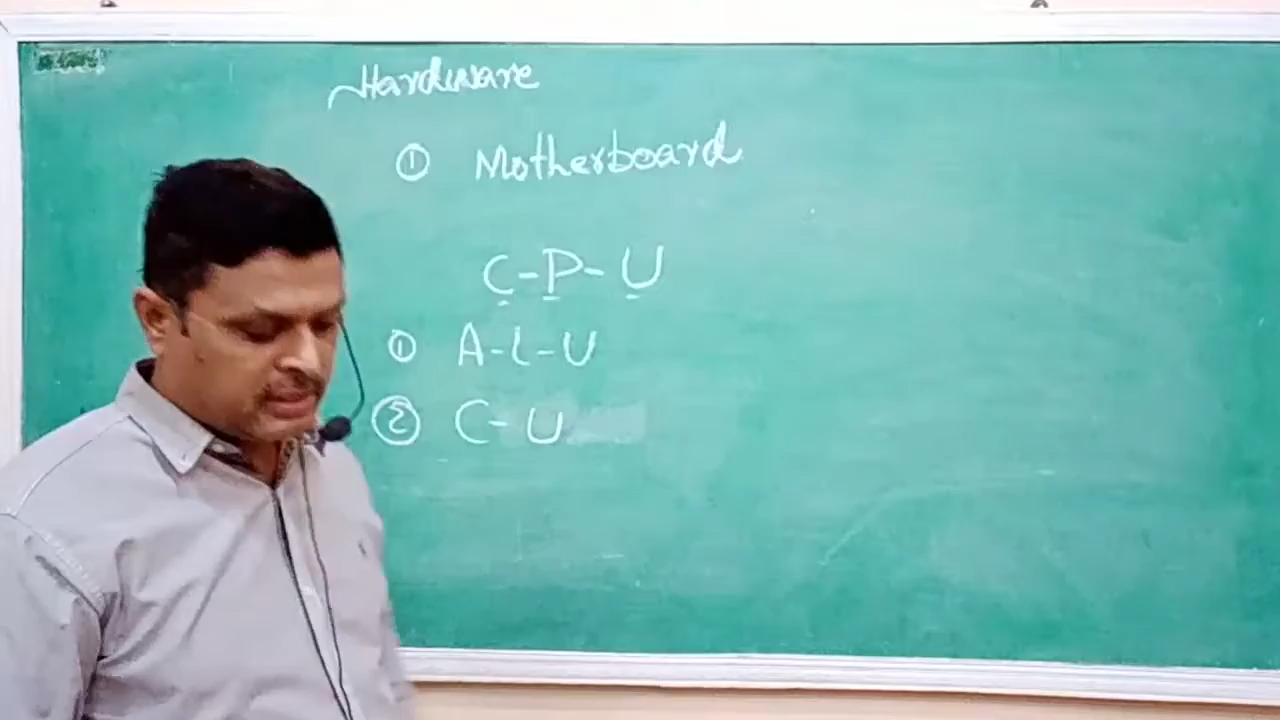 Hardware
① Motherboard
C-P-U
① A-L-U
② C-U